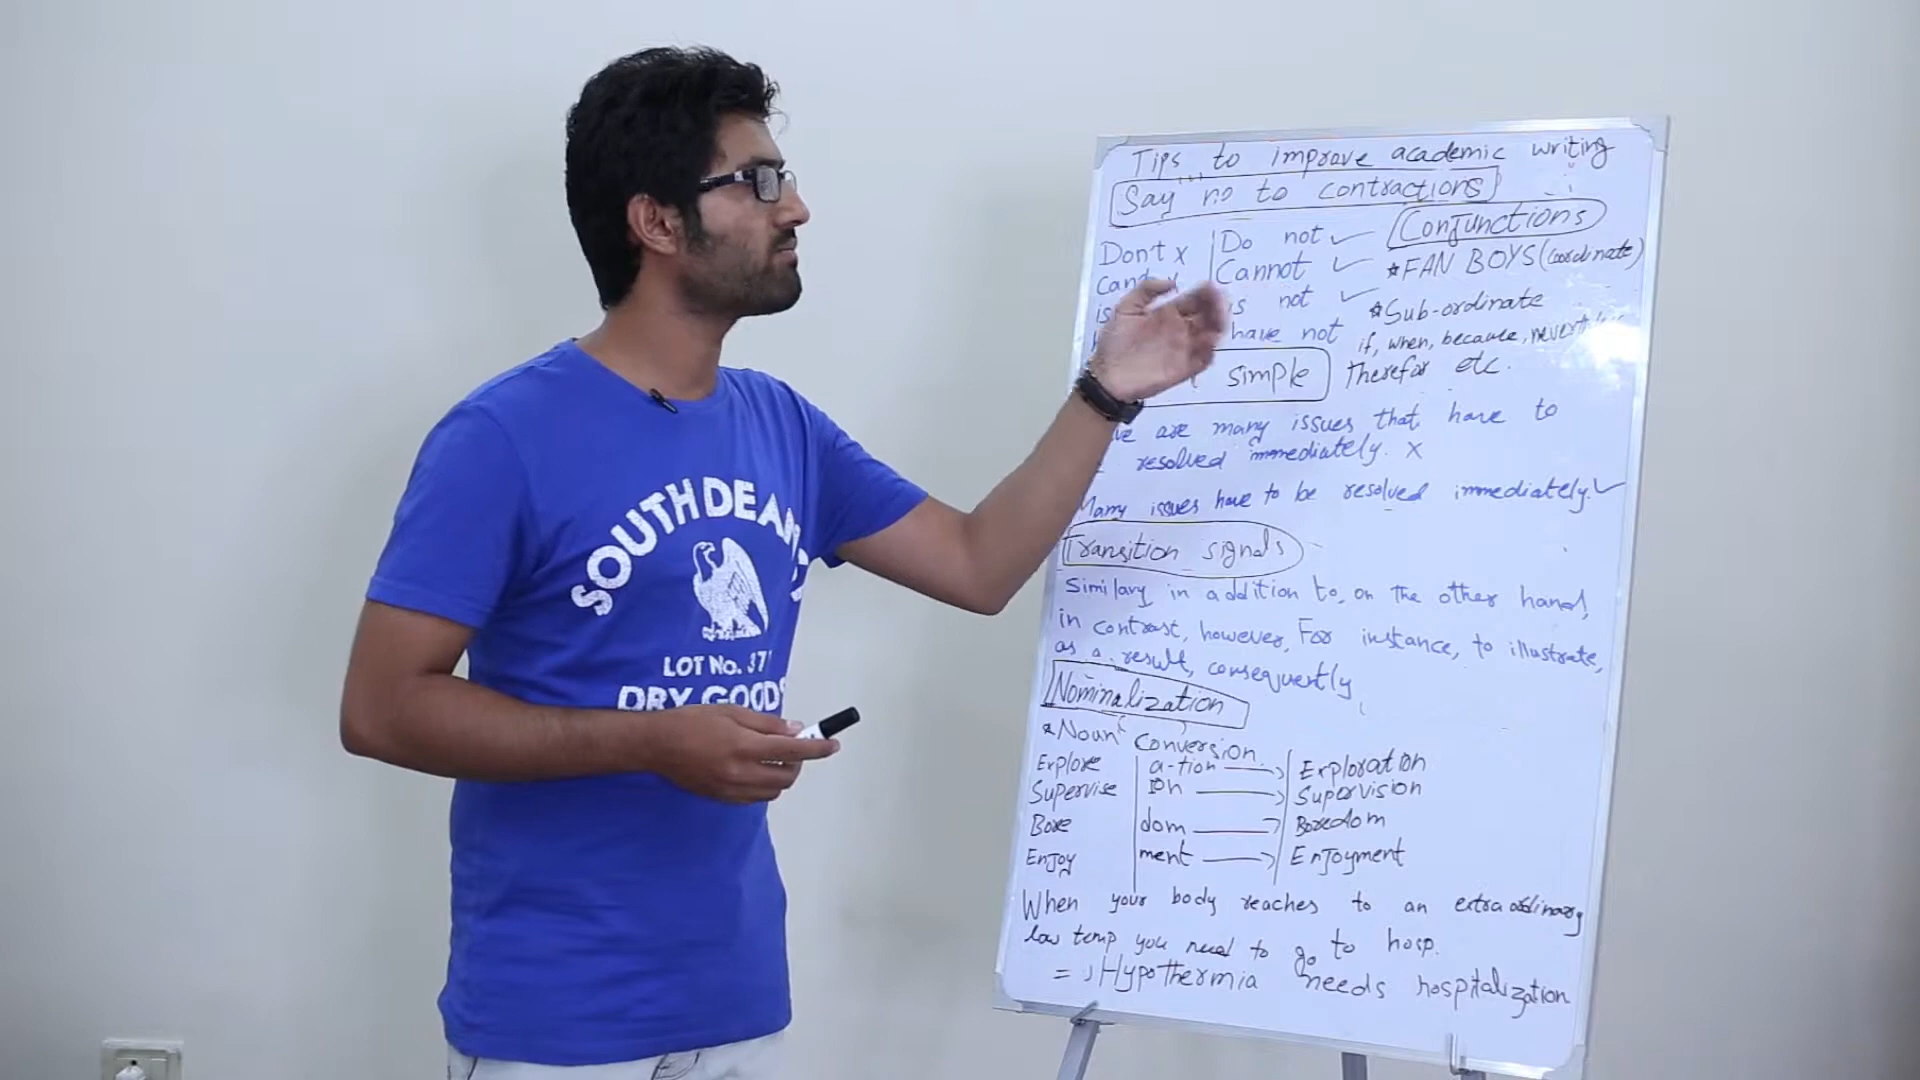 Tips to improve academic writing
Say no to contractions
Conjunctions
Don't x Do not ✓
Cannot ✓
* FAN BOYS (coordinate)
not ✓
* Sub-ordinate
have not
if, when, because,
simple
Therefor etc.
are many issues that have to
resolved immediately. x
Many issues have to be resolved immediately. ✓
Transition signals
Similary, in addition to, on the other hand,
in contrast, however, For instance, to illustrate,
as a result, consequently
Nominalization
* Noun Conversion
Explore a-tion → Exploration
Supervise ion → Supervision
Bore dom → Boredom
Enjoy ment → Enjoyment
When your body reaches to an extraordinary
low temp you need to go to hosp.
= Hypothermia needs hospitalization
SOUTH
LOT No. 37
DRY GOODS